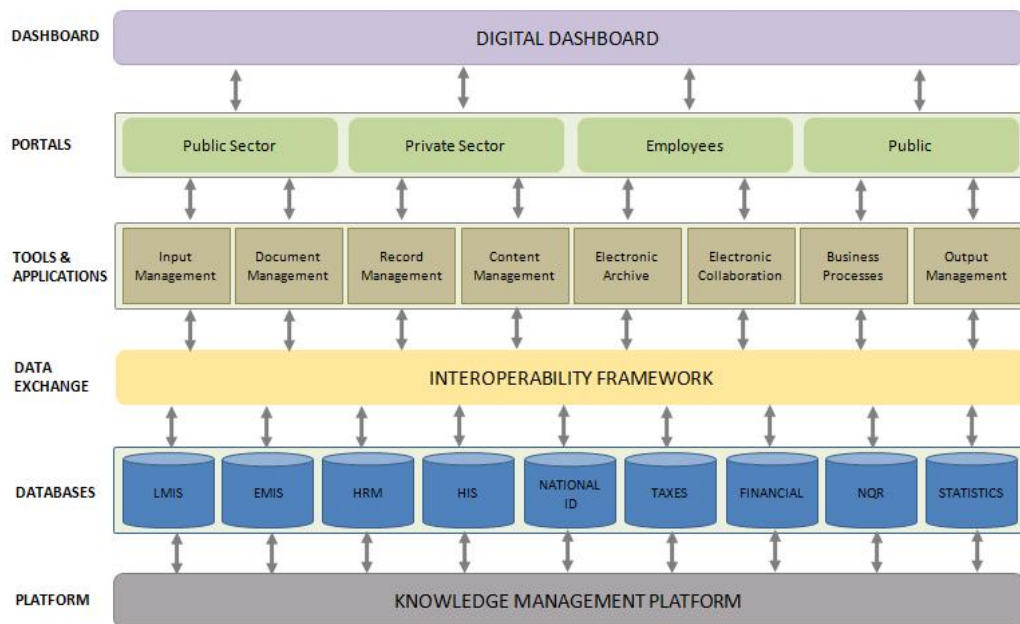 DASHBOARD
DIGITAL DASHBOARD
PORTALS
Public Sector
Private Sector
Employees
Public
TOOLS &
APPLICATIONS
Input
Management
Document
Management
Record
Management
Content
Management
Electronic
Archive
Electronic
Collaboration
Business
Processes
Output
Management
DATA
EXCHANGE
INTEROPERABILITY FRAMEWORK
DATABASES
LMIS
EMIS
HRM
HIS
NATIONAL
ID
TAXES
FINANCIAL
NQR
STATISTICS
PLATFORM
KNOWLEDGE MANAGEMENT PLATFORM